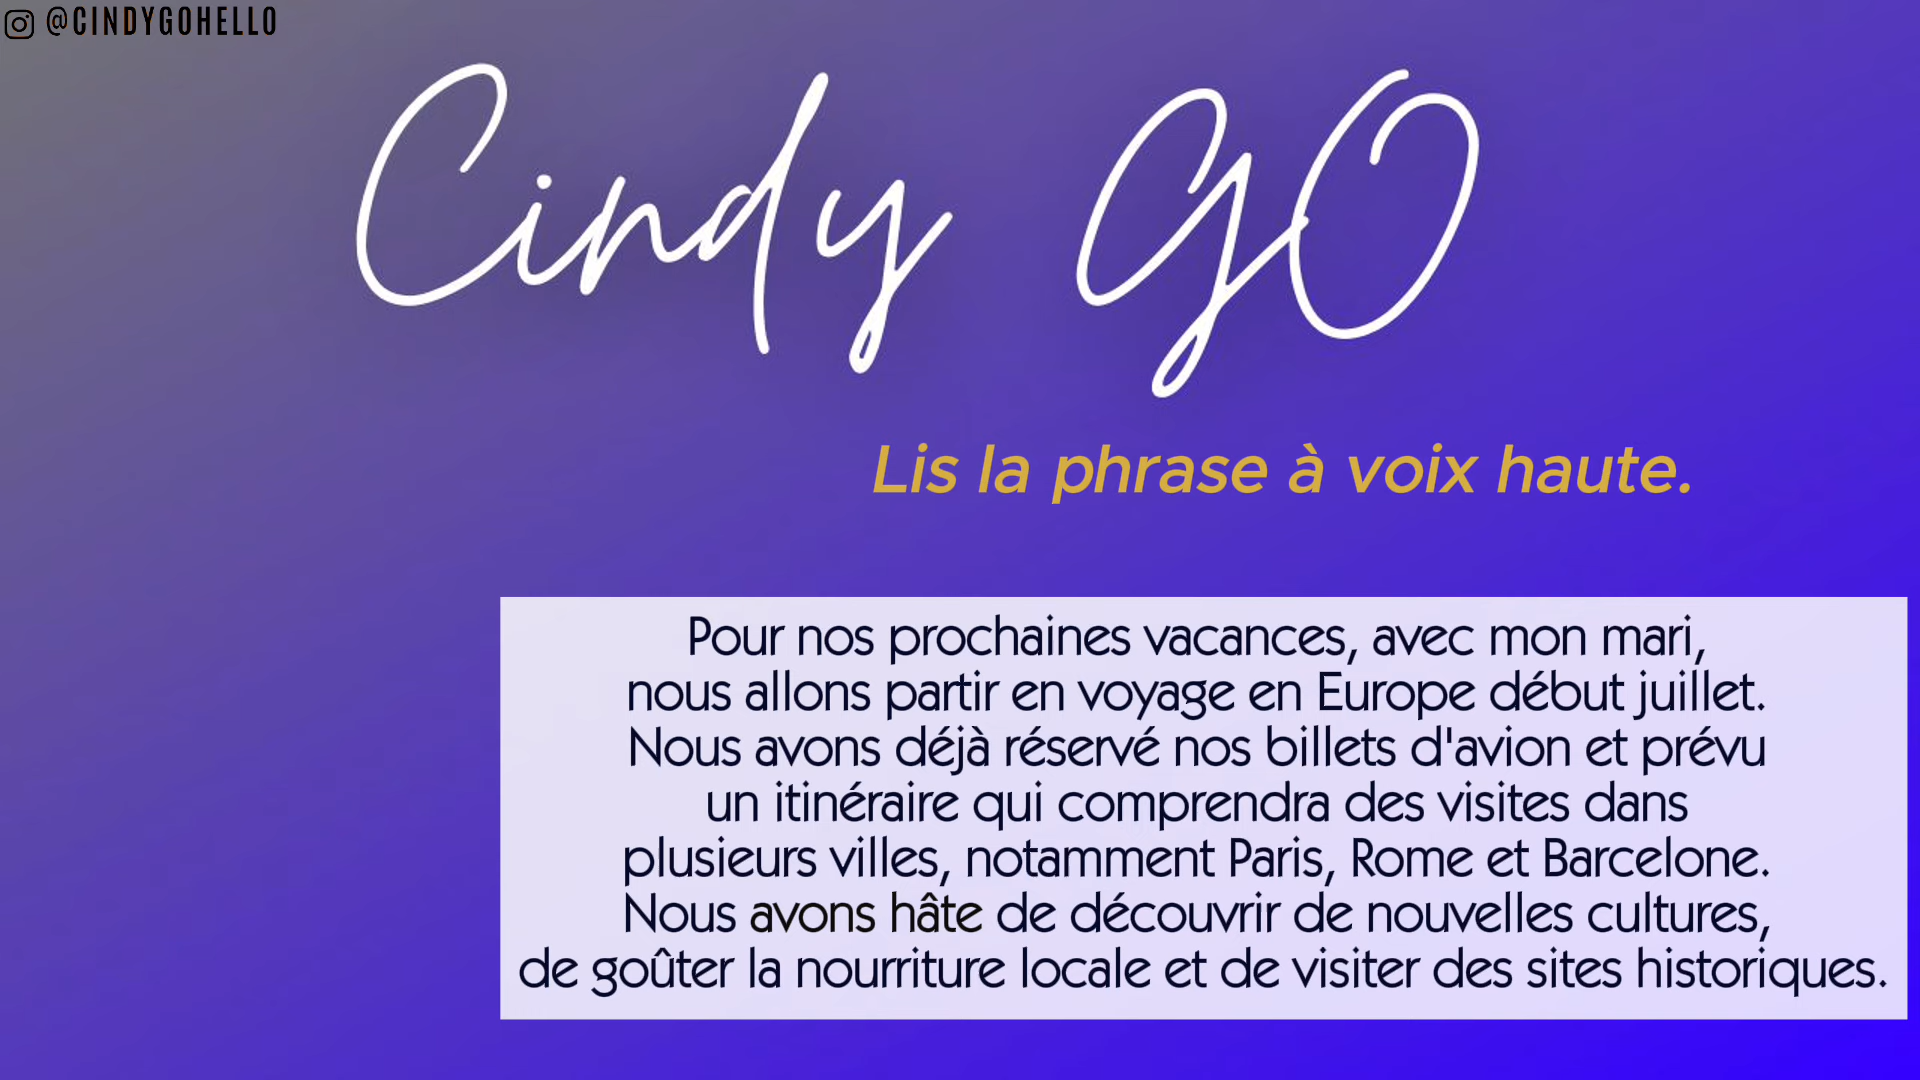 @CINDYGOHELLO
Cindy GO
Lis la phrase à voix haute.
Pour nos prochaines vacances, avec mon mari,
nous allons partir en voyage en Europe début juillet.
Nous avons déjà réservé nos billets d'avion et prévu
un itinéraire qui comprendra des visites dans
plusieurs villes, notamment Paris, Rome et Barcelone.
Nous avons hâte de découvrir de nouvelles cultures,
de goûter la nourriture locale et de visiter des sites historiques.